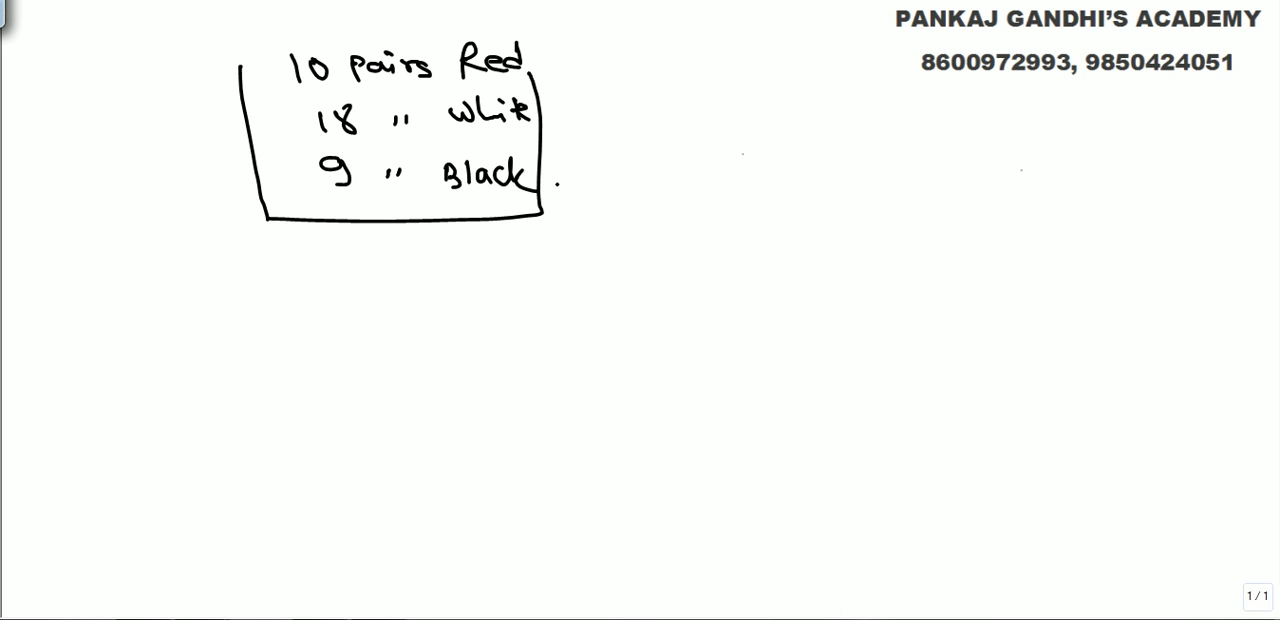 PANKAJ GANDHI'S ACADEMY
8600972993, 9850424051
10 pairs Red
18 " White
9 " Black
1 / 1